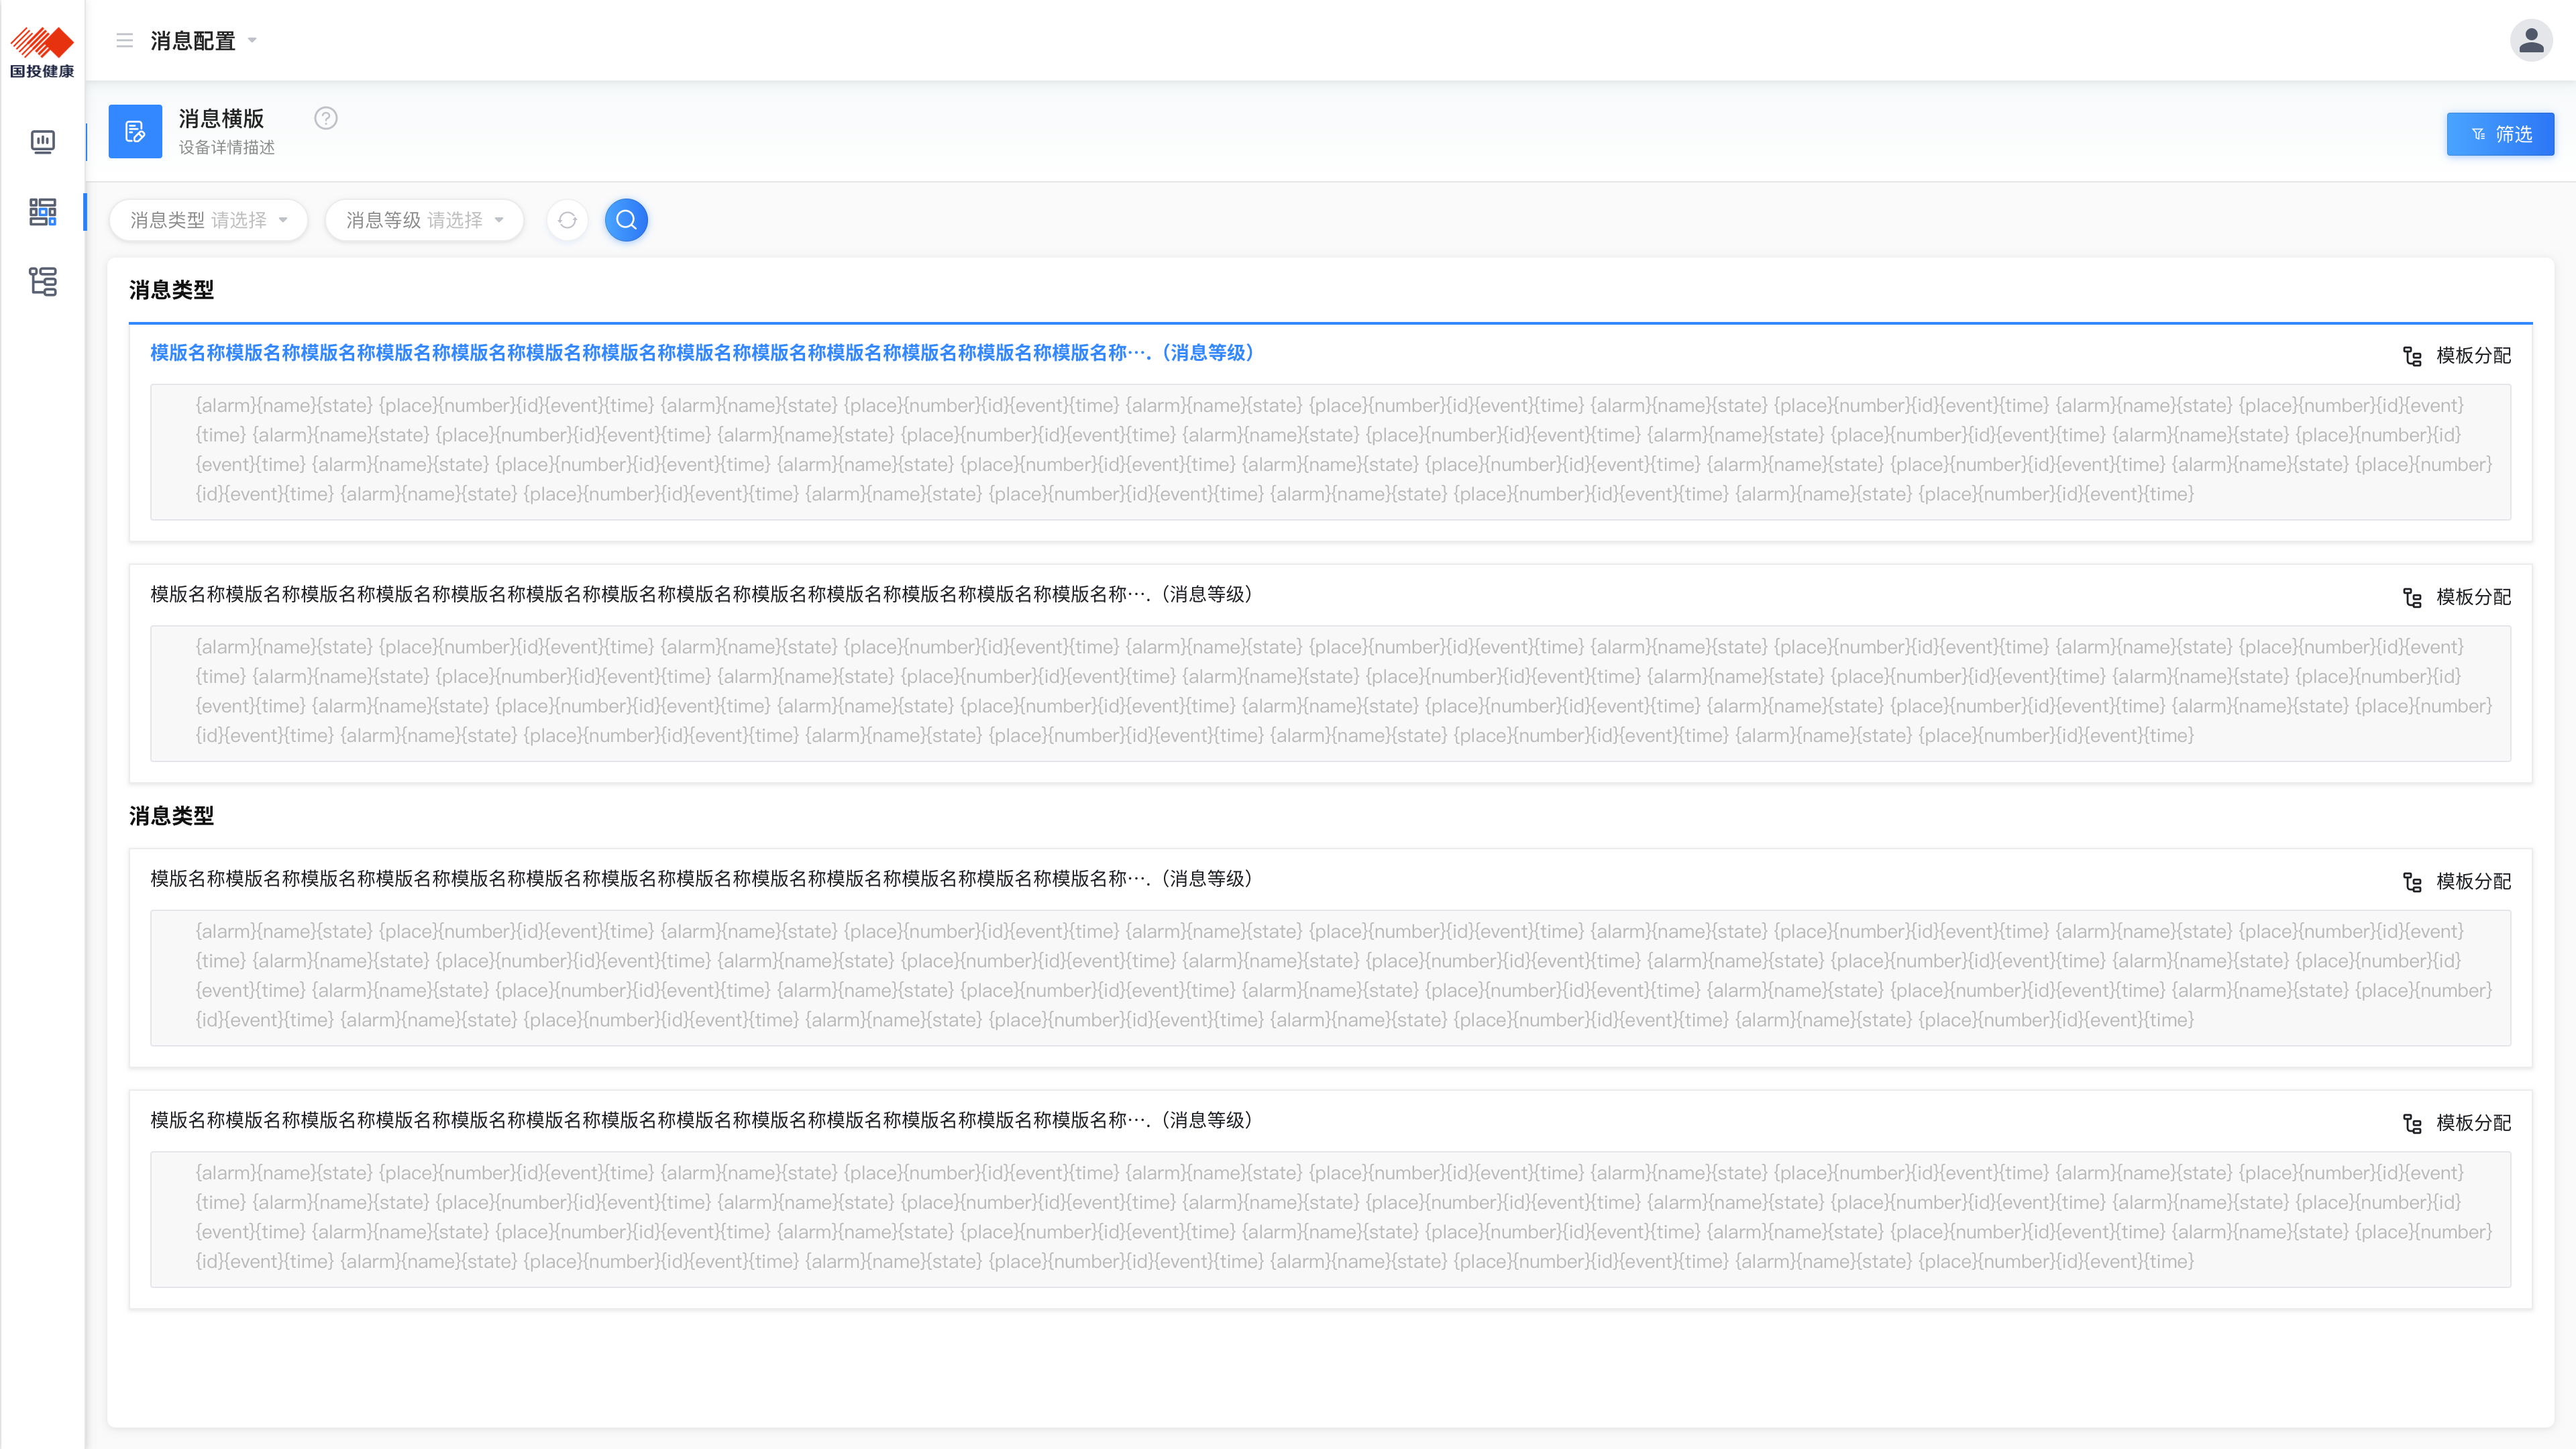 国投健康
消息配置
消息横版
设备详情描述
筛选
消息类型 请选择
消息等级 请选择
消息类型
模版名称模版名称模版名称模版名称模版名称模版名称模版名称模版名称模版名称模版名称模版名称模版名称模版名称….（消息等级）
模板分配
{alarm}{name}{state} {place}{number}{id}{event}{time} {alarm}{name}{state} {place}{number}{id}{event}{time} {alarm}{name}{state} {place}{number}{id}{event}{time} {alarm}{name}{state} {place}{number}{id}{event}{time} {alarm}{name}{state} {place}{number}{id}{event}
{time} {alarm}{name}{state} {place}{number}{id}{event}{time} {alarm}{name}{state} {place}{number}{id}{event}{time} {alarm}{name}{state} {place}{number}{id}{event}{time} {alarm}{name}{state} {place}{number}{id}{event}{time} {alarm}{name}{state} {place}{number}{id}
{event}{time} {alarm}{name}{state} {place}{number}{id}{event}{time} {alarm}{name}{state} {place}{number}{id}{event}{time} {alarm}{name}{state} {place}{number}{id}{event}{time} {alarm}{name}{state} {place}{number}{id}{event}{time} {alarm}{name}{state} {place}{number}
{id}{event}{time} {alarm}{name}{state} {place}{number}{id}{event}{time} {alarm}{name}{state} {place}{number}{id}{event}{time} {alarm}{name}{state} {place}{number}{id}{event}{time} {alarm}{name}{state} {place}{number}{id}{event}{time}
模版名称模版名称模版名称模版名称模版名称模版名称模版名称模版名称模版名称模版名称模版名称模版名称模版名称….（消息等级）
模板分配
{alarm}{name}{state} {place}{number}{id}{event}{time} {alarm}{name}{state} {place}{number}{id}{event}{time} {alarm}{name}{state} {place}{number}{id}{event}{time} {alarm}{name}{state} {place}{number}{id}{event}{time} {alarm}{name}{state} {place}{number}{id}{event}
{time} {alarm}{name}{state} {place}{number}{id}{event}{time} {alarm}{name}{state} {place}{number}{id}{event}{time} {alarm}{name}{state} {place}{number}{id}{event}{time} {alarm}{name}{state} {place}{number}{id}{event}{time} {alarm}{name}{state} {place}{number}{id}
{event}{time} {alarm}{name}{state} {place}{number}{id}{event}{time} {alarm}{name}{state} {place}{number}{id}{event}{time} {alarm}{name}{state} {place}{number}{id}{event}{time} {alarm}{name}{state} {place}{number}{id}{event}{time} {alarm}{name}{state} {place}{number}
{id}{event}{time} {alarm}{name}{state} {place}{number}{id}{event}{time} {alarm}{name}{state} {place}{number}{id}{event}{time} {alarm}{name}{state} {place}{number}{id}{event}{time} {alarm}{name}{state} {place}{number}{id}{event}{time}
消息类型
模版名称模版名称模版名称模版名称模版名称模版名称模版名称模版名称模版名称模版名称模版名称模版名称模版名称….（消息等级）
模板分配
{alarm}{name}{state} {place}{number}{id}{event}{time} {alarm}{name}{state} {place}{number}{id}{event}{time} {alarm}{name}{state} {place}{number}{id}{event}{time} {alarm}{name}{state} {place}{number}{id}{event}{time} {alarm}{name}{state} {place}{number}{id}{event}
{time} {alarm}{name}{state} {place}{number}{id}{event}{time} {alarm}{name}{state} {place}{number}{id}{event}{time} {alarm}{name}{state} {place}{number}{id}{event}{time} {alarm}{name}{state} {place}{number}{id}{event}{time} {alarm}{name}{state} {place}{number}{id}
{event}{time} {alarm}{name}{state} {place}{number}{id}{event}{time} {alarm}{name}{state} {place}{number}{id}{event}{time} {alarm}{name}{state} {place}{number}{id}{event}{time} {alarm}{name}{state} {place}{number}{id}{event}{time} {alarm}{name}{state} {place}{number}
{id}{event}{time} {alarm}{name}{state} {place}{number}{id}{event}{time} {alarm}{name}{state} {place}{number}{id}{event}{time} {alarm}{name}{state} {place}{number}{id}{event}{time} {alarm}{name}{state} {place}{number}{id}{event}{time}
模版名称模版名称模版名称模版名称模版名称模版名称模版名称模版名称模版名称模版名称模版名称模版名称模版名称….（消息等级）
模板分配
{alarm}{name}{state} {place}{number}{id}{event}{time} {alarm}{name}{state} {place}{number}{id}{event}{time} {alarm}{name}{state} {place}{number}{id}{event}{time} {alarm}{name}{state} {place}{number}{id}{event}{time} {alarm}{name}{state} {place}{number}{id}{event}
{time} {alarm}{name}{state} {place}{number}{id}{event}{time} {alarm}{name}{state} {place}{number}{id}{event}{time} {alarm}{name}{state} {place}{number}{id}{event}{time} {alarm}{name}{state} {place}{number}{id}{event}{time} {alarm}{name}{state} {place}{number}{id}
{event}{time} {alarm}{name}{state} {place}{number}{id}{event}{time} {alarm}{name}{state} {place}{number}{id}{event}{time} {alarm}{name}{state} {place}{number}{id}{event}{time} {alarm}{name}{state} {place}{number}{id}{event}{time} {alarm}{name}{state} {place}{number}
{id}{event}{time} {alarm}{name}{state} {place}{number}{id}{event}{time} {alarm}{name}{state} {place}{number}{id}{event}{time} {alarm}{name}{state} {place}{number}{id}{event}{time} {alarm}{name}{state} {place}{number}{id}{event}{time}